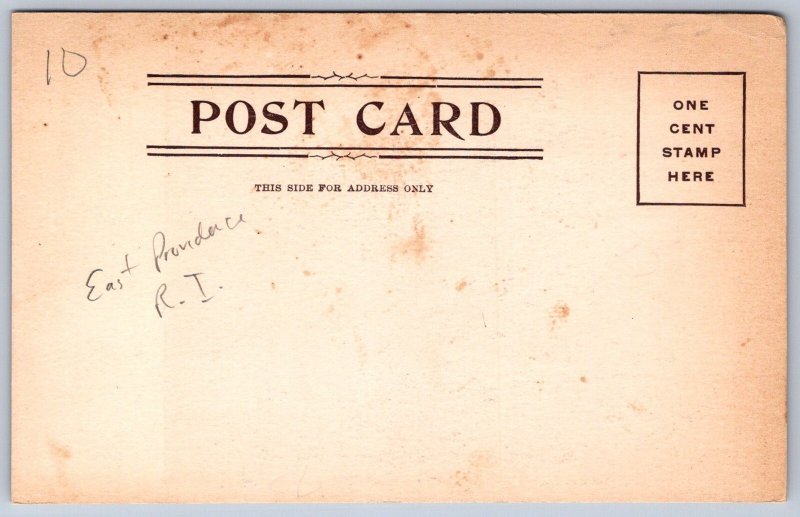 10
POST CARD
ONE
CENT
STAMP
HERE
THIS SIDE FOR ADDRESS ONLY
East Providence
R.I.